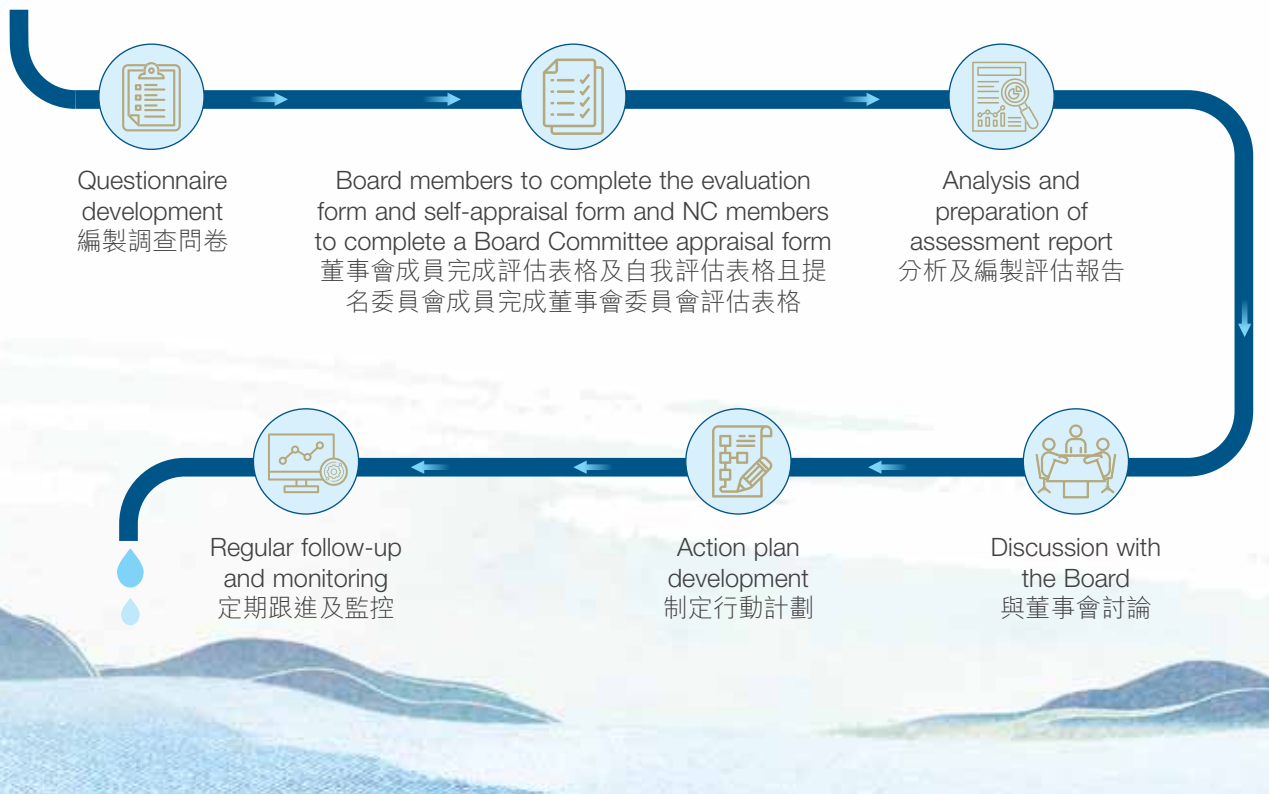 Questionnaire
development
編製調查問卷
Board members to complete the evaluation
form and self-appraisal form and NC members
to complete a Board Committee appraisal form
董事會成員完成評估表格及自我評估表格且提
名委員會成員完成董事會委員會評估表格
Analysis and
preparation of
assessment report
分析及編製評估報告
Discussion with
the Board
與董事會討論
Action plan
development
制定行動計劃
Regular follow-up
and monitoring
定期跟進及監控